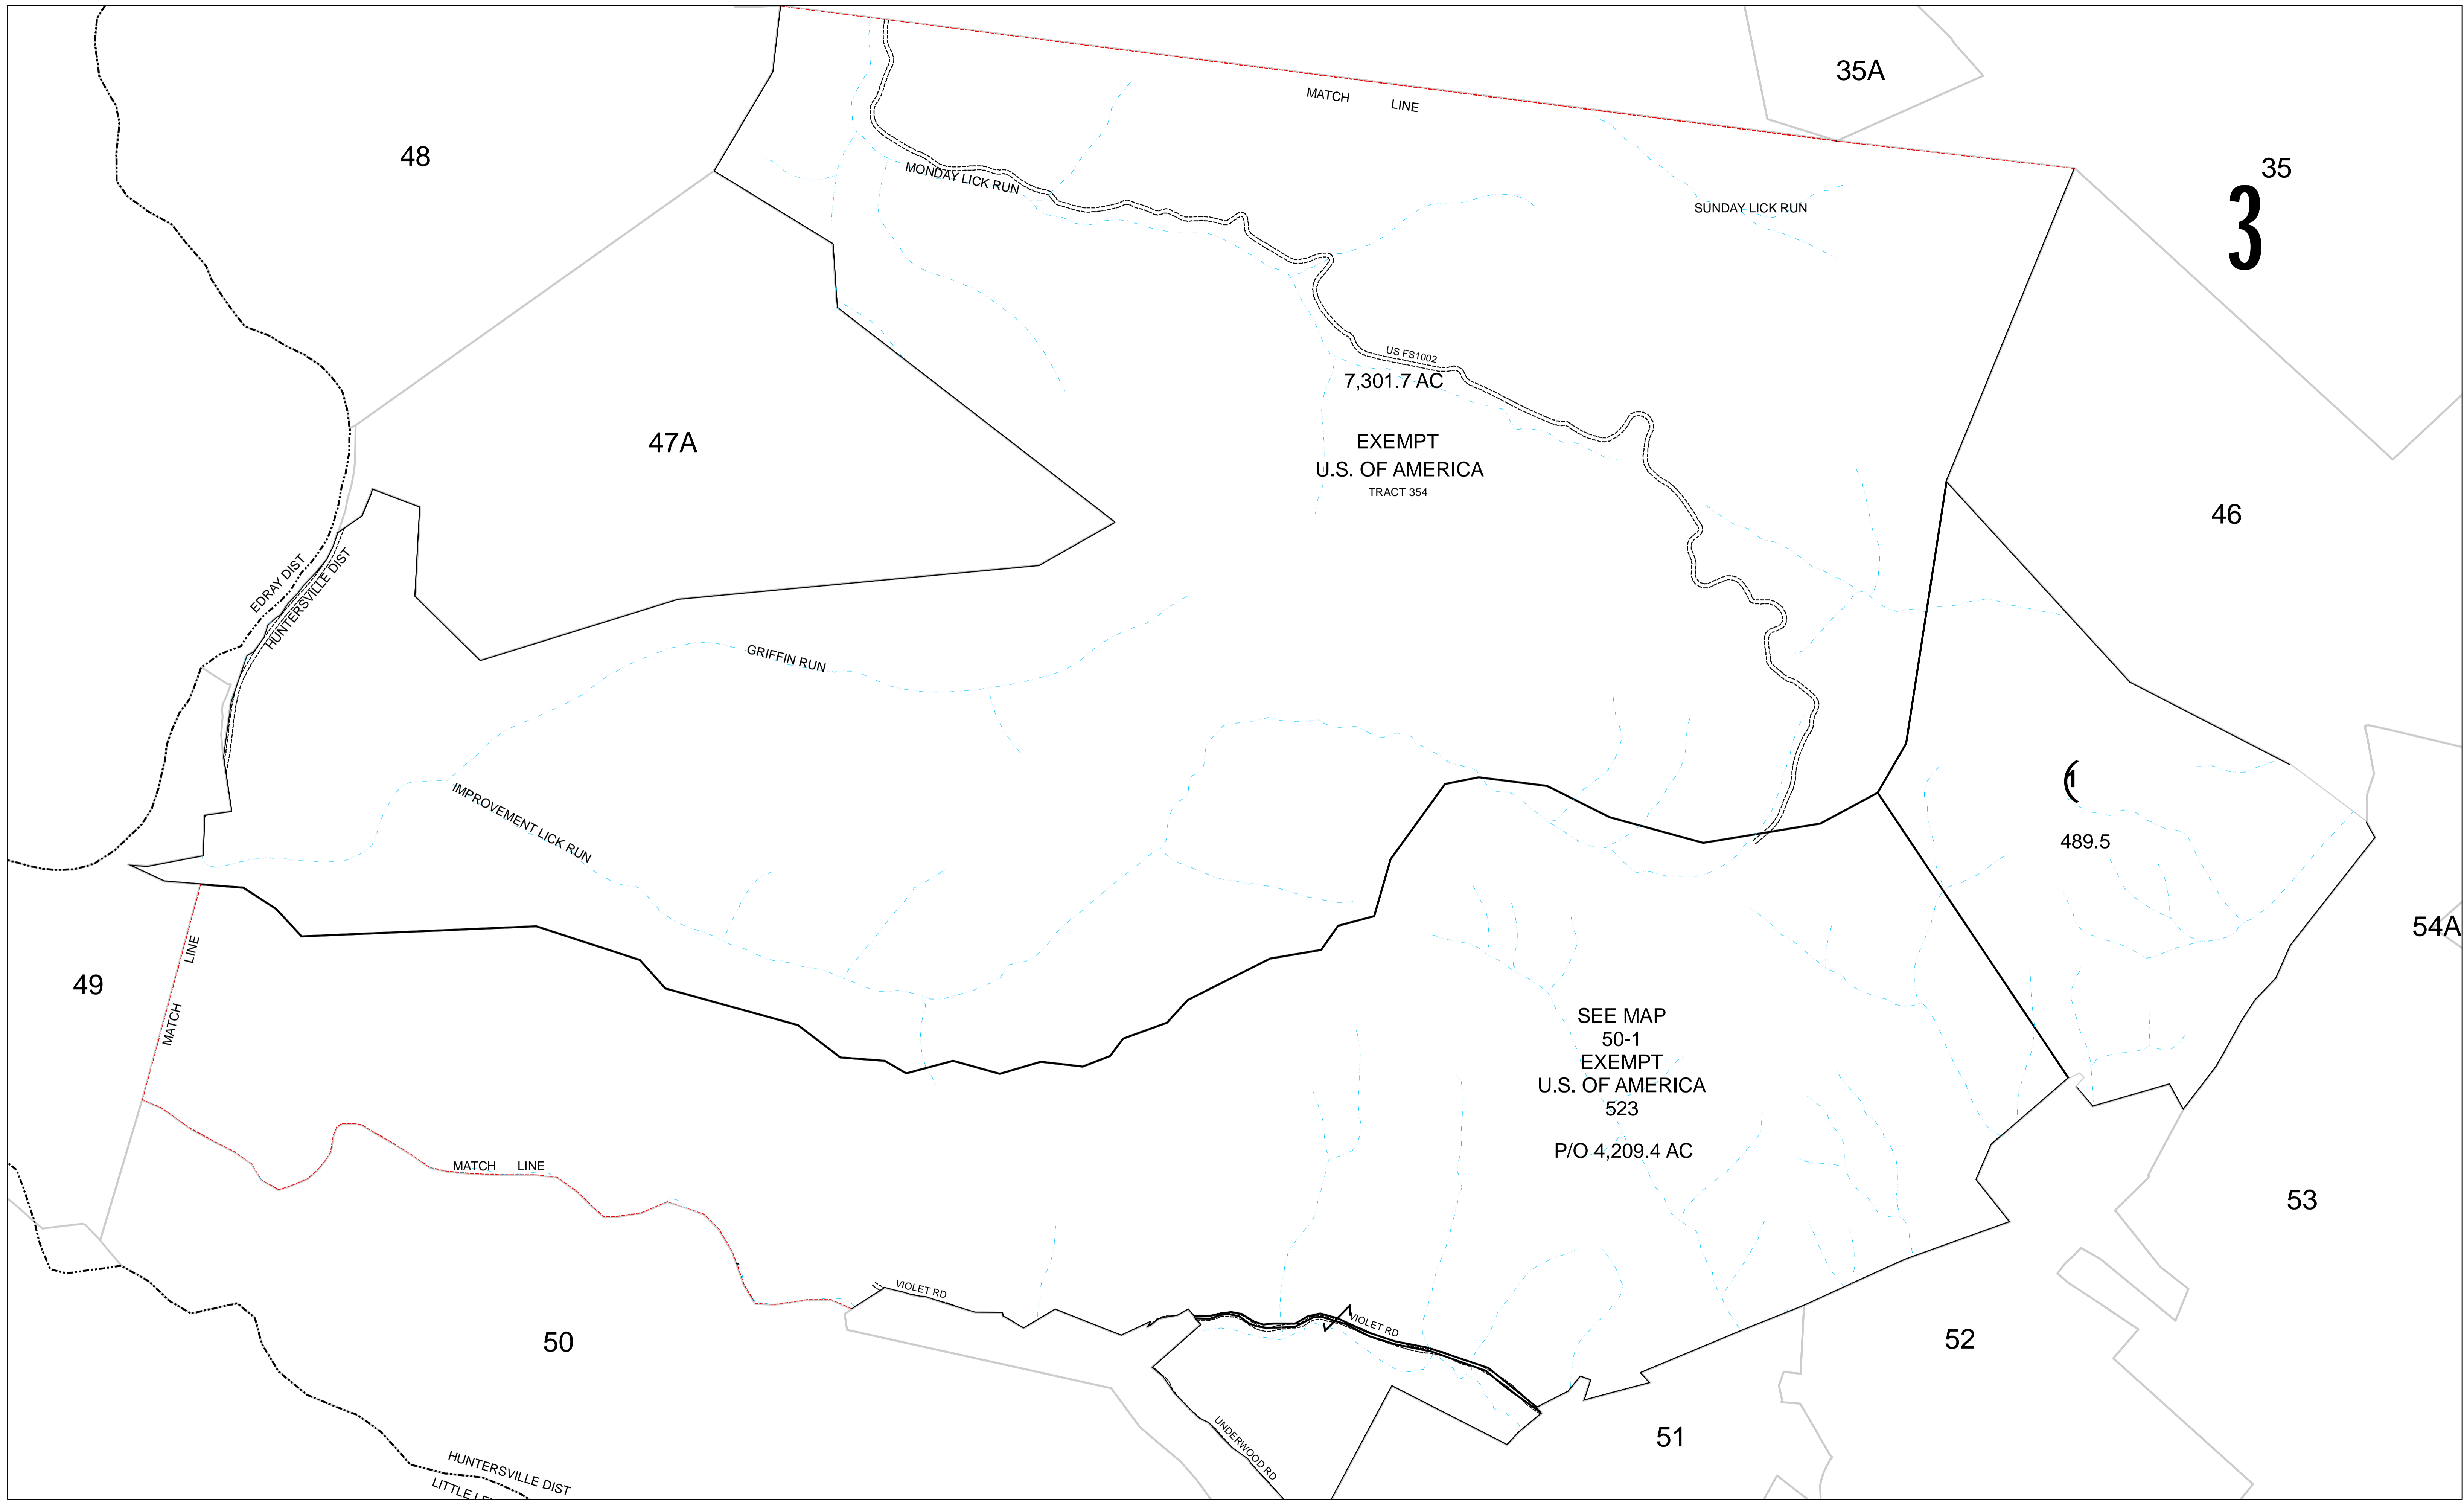 35A
MATCH LINE
48
35
3
MONDAY LICK RUN
SUNDAY LICK RUN
US FS1002
7,301.7 AC
EXEMPT
U.S. OF AMERICA
TRACT 354
47A
46
EDRAY DIST
HUNTERSVILLE DIST
GRIFFIN RUN
IMPROVEMENT LICK RUN
(1
489.5
54A
MATCH LINE
49
SEE MAP
50-1
EXEMPT
U.S. OF AMERICA
523
P/O 4,209.4 AC
MATCH LINE
53
VIOLET RD
VIOLET RD
50
52
51
UNDERWOOD RD
HUNTERSVILLE DIST
LITTLE